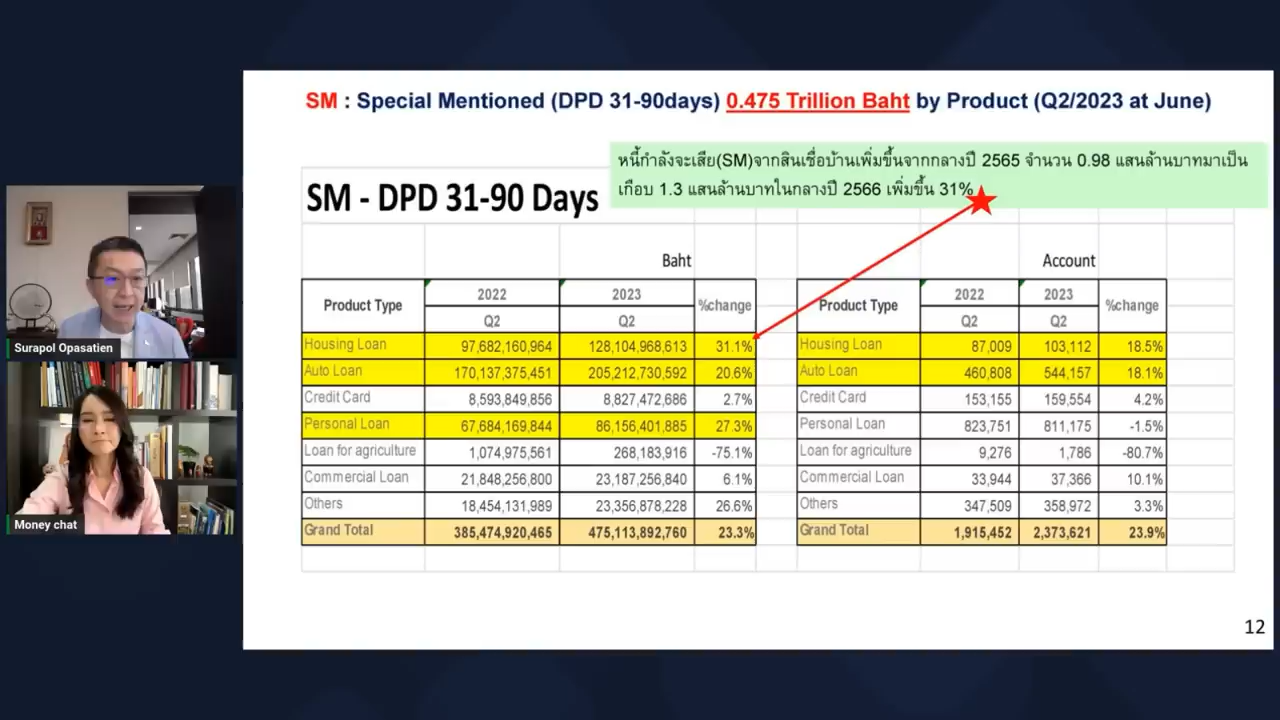 SM : Special Mentioned (DPD 31-90days) 0.475 Trillion Baht by Product (Q2/2023 at June)
หนี้กำลังจะเสีย(SM)จากสินเชื่อบ้านเพิ่มขึ้นจากกลางปี 2565 จำนวน 0.98 แสนล้านบาทมาเป็น
เกือบ 1.3 แสนล้านบาทในกลางปี 2566 เพิ่มขึ้น 31%
SM - DPD 31-90 Days
Baht
Product Type 2022 2023 %change
Q2 Q2
Housing Loan 97,682,160,964 128,104,968,613 31.1%
Auto Loan 170,137,375,451 205,212,730,592 20.6%
Credit Card 8,593,849,856 8,827,472,686 2.7%
Personal Loan 67,684,169,844 86,156,401,885 27.3%
Loan for agriculture 1,074,975,561 268,183,916 -75.1%
Commercial Loan 21,848,256,800 23,187,256,840 6.1%
Others 18,454,131,989 23,356,878,228 26.6%
Grand Total 385,474,920,465 475,113,892,760 23.3%
Account
Product Type 2022 2023 %change
Q2 Q2
Housing Loan 87,009 103,112 18.5%
Auto Loan 460,808 544,157 18.1%
Credit Card 153,155 159,554 4.2%
Personal Loan 823,751 811,175 -1.5%
Loan for agriculture 9,276 1,786 -80.7%
Commercial Loan 33,944 37,366 10.1%
Others 347,509 358,972 3.3%
Grand Total 1,915,452 2,373,621 23.9%
12
Surapol Opasatien
Money chat